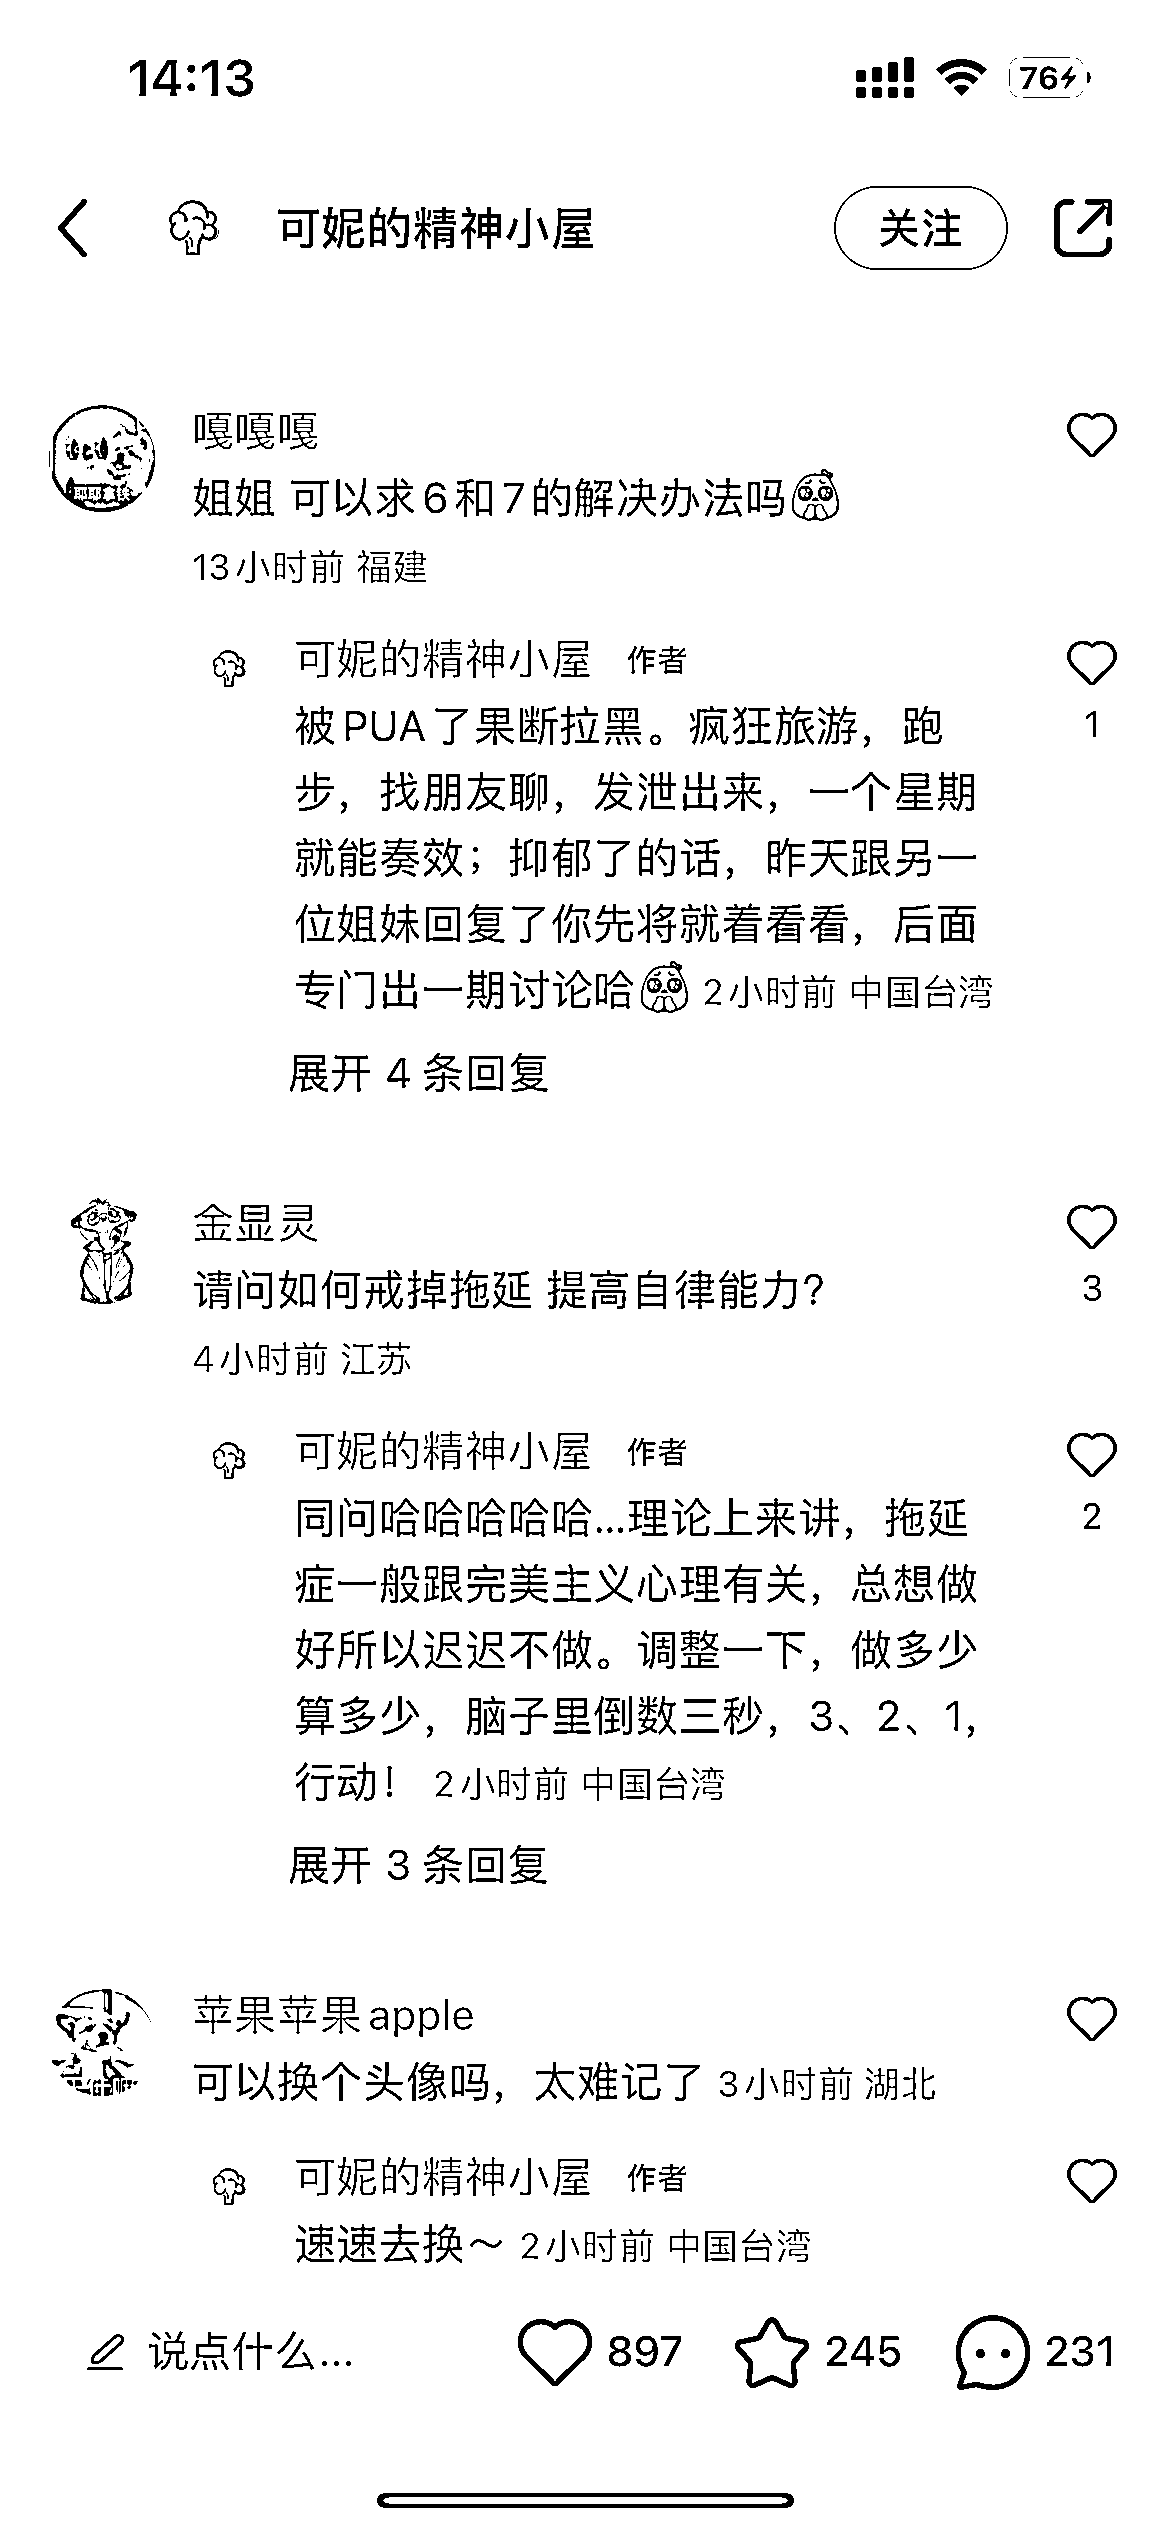 14:13
76
可妮的精神小屋
关注
嘎嘎嘎
姐姐 可以求6和7的解决办法吗
13小时前 福建
可妮的精神小屋 作者
被PUA了果断拉黑。疯狂旅游，跑
1
步，找朋友聊，发泄出来，一个星期
就能奏效；抑郁了的话，昨天跟另一
位姐妹回复了你先将就着看看，后面
专门出一期讨论哈 2小时前 中国台湾
展开 4 条回复
金显灵
请问如何戒掉拖延 提高自律能力？
3
4小时前 江苏
可妮的精神小屋 作者
同问哈哈哈哈哈...理论上来讲，拖延
2
症一般跟完美主义心理有关，总想做
好所以迟迟不做。调整一下，做多少
算多少，脑子里倒数三秒，3、2、1，
行动！ 2小时前 中国台湾
展开 3 条回复
苹果苹果apple
可以换个头像吗，太难记了 3小时前 湖北
可妮的精神小屋 作者
速速去换～ 2小时前 中国台湾
说点什么...
897
245
231